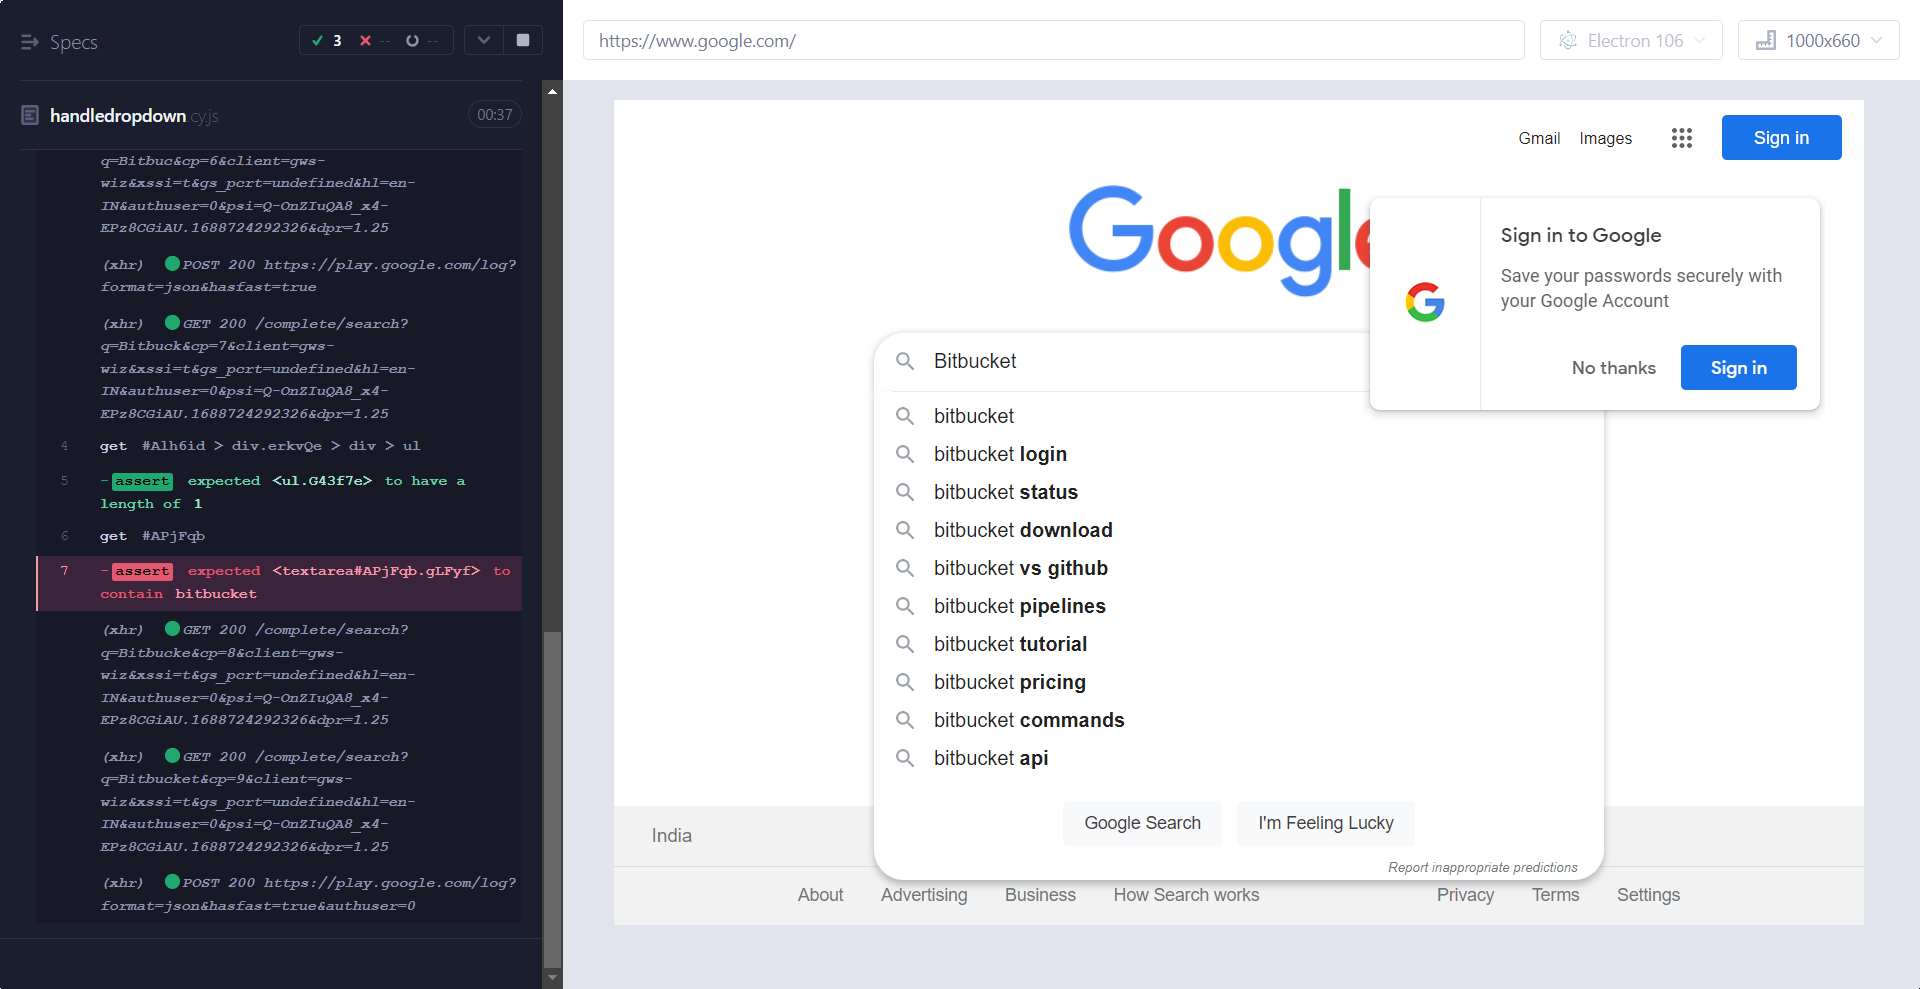 Specs
3
--
--
handledropdown.cy.js
00:37
q=Bitbuc&cp=6&client=gws-
wiz&xssi=t&gs_pcrt=undefined&hl=en-
IN&authuser=0&psi=Q-OnZIuQA8_x4-
EPz8CGiAU.1688724292326&dpr=1.25
(xhr) POST 200 https://play.google.com/log?
format=json&hasfast=true
(xhr) GET 200 /complete/search?
q=Bitbuck&cp=7&client=gws-
wiz&xssi=t&gs_pcrt=undefined&hl=en-
IN&authuser=0&psi=Q-OnZIuQA8_x4-
EPz8CGiAU.1688724292326&dpr=1.25
4 get #Alh6id > div.erkvQe > div > ul
5 -assert expected <ul.G43f7e> to have a
length of 1
6 get #APjFqb
7 -assert expected <textarea#APjFqb.gLFyf> to
contain bitbucket
(xhr) GET 200 /complete/search?
q=Bitbucke&cp=8&client=gws-
wiz&xssi=t&gs_pcrt=undefined&hl=en-
IN&authuser=0&psi=Q-OnZIuQA8_x4-
EPz8CGiAU.1688724292326&dpr=1.25
(xhr) GET 200 /complete/search?
q=Bitbucket&cp=9&client=gws-
wiz&xssi=t&gs_pcrt=undefined&hl=en-
IN&authuser=0&psi=Q-OnZIuQA8_x4-
EPz8CGiAU.1688724292326&dpr=1.25
(xhr) POST 200 https://play.google.com/log?
format=json&hasfast=true&authuser=0
https://www.google.com/
Electron 106
1000x660
Gmail Images
Sign in
Google
Sign in to Google
Save your passwords securely with
your Google Account
No thanks
Sign in
Bitbucket
bitbucket
bitbucket login
bitbucket status
bitbucket download
bitbucket vs github
bitbucket pipelines
bitbucket tutorial
bitbucket pricing
bitbucket commands
bitbucket api
Google Search
I'm Feeling Lucky
Report inappropriate predictions
India
About Advertising Business How Search works
Privacy Terms Settings